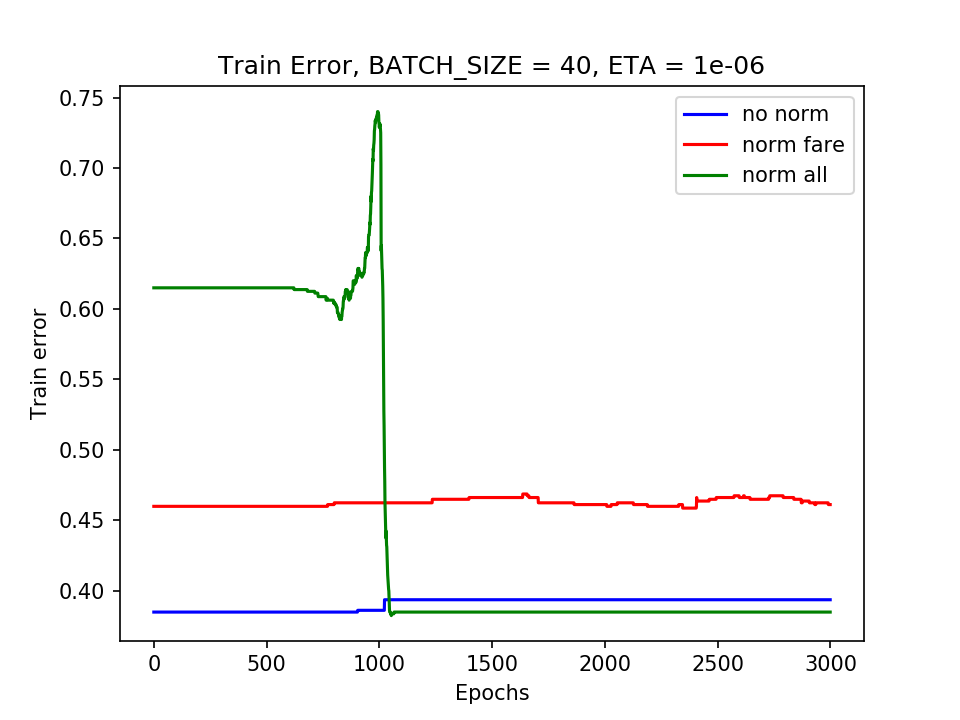 Train Error, BATCH_SIZE = 40, ETA = 1e-06
0.75
0.70
0.65
0.60
0.55
0.50
0.45
0.40
Train error
no norm
norm fare
norm all
0 500 1000 1500 2000 2500 3000
Epochs